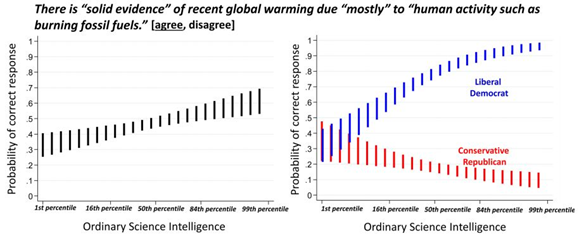 There is “solid evidence” of recent global warming due “mostly” to “human activity such as
burning fossil fuels.” [agree, disagree]
Probability of correct response
1
.9
.8
.7
.6
.5
.4
.3
.2
.1
0
1st percentile 16th percentile 50th percentile 84th percentile 99th percentile
Ordinary Science Intelligence
Probability of correct response
1
.9
.8
.7
.6
.5
.4
.3
.2
.1
0
Liberal
Democrat
Conservative
Republican
1st percentile 16th percentile 50th percentile 84th percentile 99th percentile
Ordinary Science Intelligence